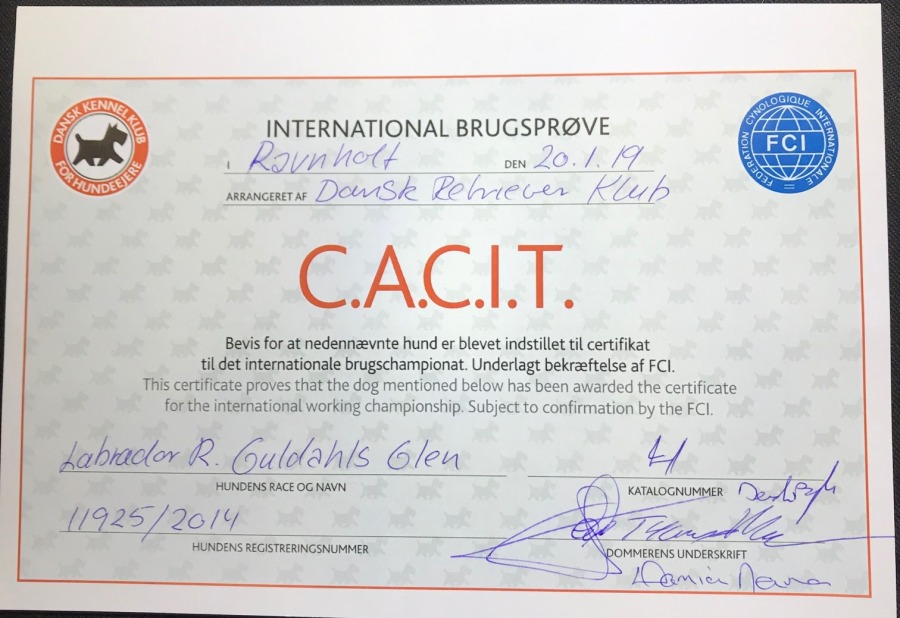 DANSK KENNEL KLUB
FOR HUNDEEJERE
FEDERATION CYNOLOGIQUE INTERNATIONALE
FCI
INTERNATIONAL BRUGSPRØVE
I Ravnholt DEN 20.1.19
ARRANGERET AF Dansk Retriever Klub
C.A.C.I.T.
Bevis for at nedennævnte hund er blevet indstillet til certifikat
til det internationale brugschampionat. Underlagt bekræftelse af FCI.
This certificate proves that the dog mentioned below has been awarded the certificate
for the international working championship. Subject to confirmation by the FCI.
Labrador R. Guldahls Glen
HUNDENS RACE OG NAVN
KATALOGNUMMER
11925/2014
HUNDENS REGISTRERINGSNUMMER
DOMMERENS UNDERSKRIFT